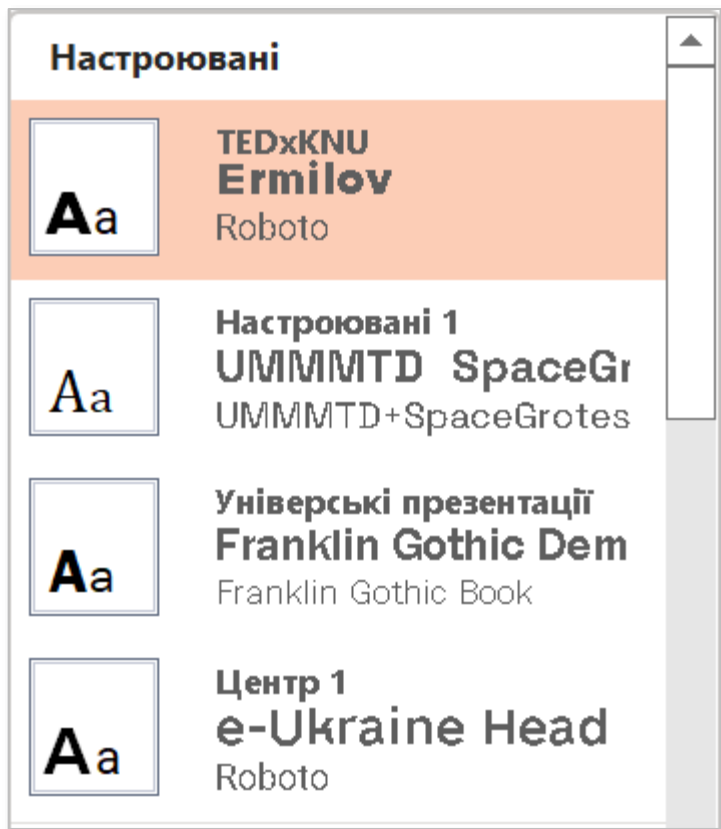 Настроювані
Aa
TEDxKNU
Ermilov
Roboto
Aa
Настроювані 1
UMMMTD SpaceGr
UMMMTD+SpaceGrotes
Aa
Універські презентації
Franklin Gothic Dem
Franklin Gothic Book
Aa
Центр 1
e-Ukraine Head
Roboto